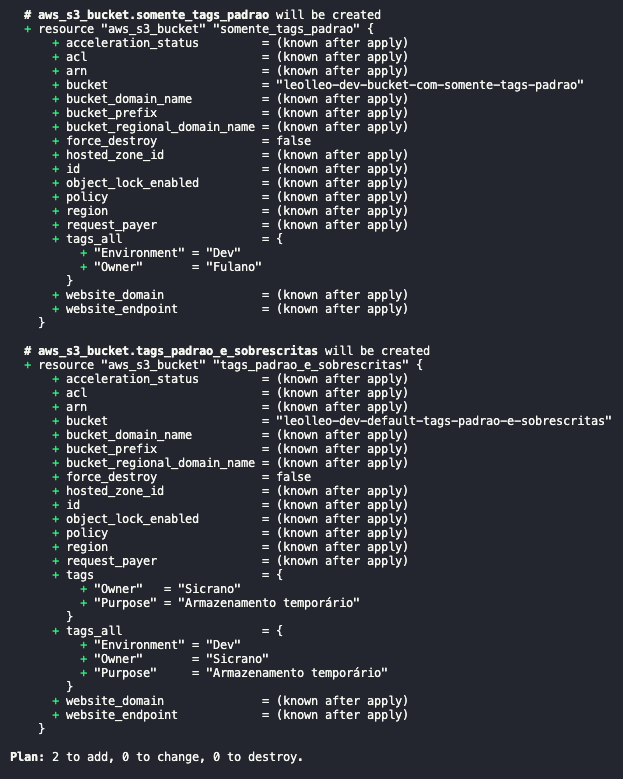 # aws_s3_bucket.somente_tags_padrao will be created
+ resource "aws_s3_bucket" "somente_tags_padrao" {
+ acceleration_status = (known after apply)
+ acl = (known after apply)
+ arn = (known after apply)
+ bucket = "leolleo-dev-bucket-com-somente-tags-padrao"
+ bucket_domain_name = (known after apply)
+ bucket_prefix = (known after apply)
+ bucket_regional_domain_name = (known after apply)
+ force_destroy = false
+ hosted_zone_id = (known after apply)
+ id = (known after apply)
+ object_lock_enabled = (known after apply)
+ policy = (known after apply)
+ region = (known after apply)
+ request_payer = (known after apply)
+ tags_all = {
+ "Environment" = "Dev"
+ "Owner" = "Fulano"
}
+ website_domain = (known after apply)
+ website_endpoint = (known after apply)
}
# aws_s3_bucket.tags_padrao_e_sobrescritas will be created
+ resource "aws_s3_bucket" "tags_padrao_e_sobrescritas" {
+ acceleration_status = (known after apply)
+ acl = (known after apply)
+ arn = (known after apply)
+ bucket = "leolleo-dev-default-tags-padrao-e-sobrescritas"
+ bucket_domain_name = (known after apply)
+ bucket_prefix = (known after apply)
+ bucket_regional_domain_name = (known after apply)
+ force_destroy = false
+ hosted_zone_id = (known after apply)
+ id = (known after apply)
+ object_lock_enabled = (known after apply)
+ policy = (known after apply)
+ region = (known after apply)
+ request_payer = (known after apply)
+ tags = {
+ "Owner" = "Sicrano"
+ "Purpose" = "Armazenamento temporário"
}
+ tags_all = {
+ "Environment" = "Dev"
+ "Owner" = "Sicrano"
+ "Purpose" = "Armazenamento temporário"
}
+ website_domain = (known after apply)
+ website_endpoint = (known after apply)
}
Plan: 2 to add, 0 to change, 0 to destroy.